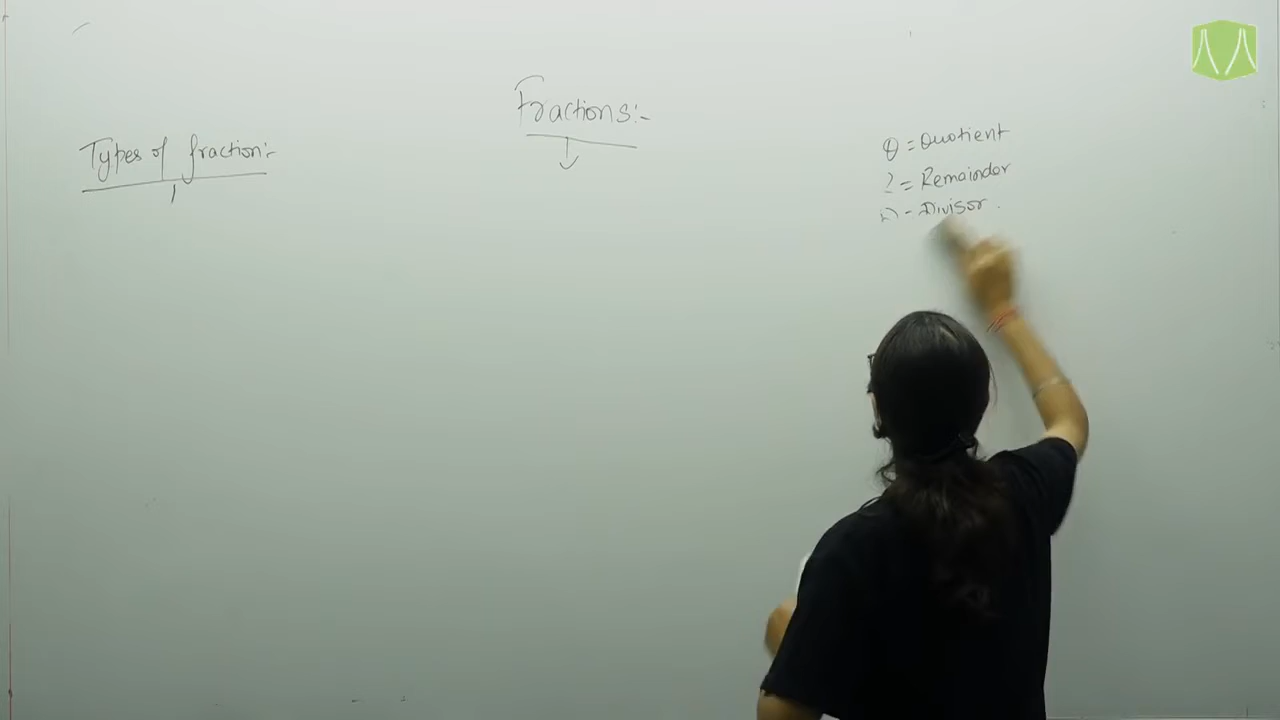 Fractions:-
Types of fraction:-
Q = Quotient
R = Remainder
D - Divisor